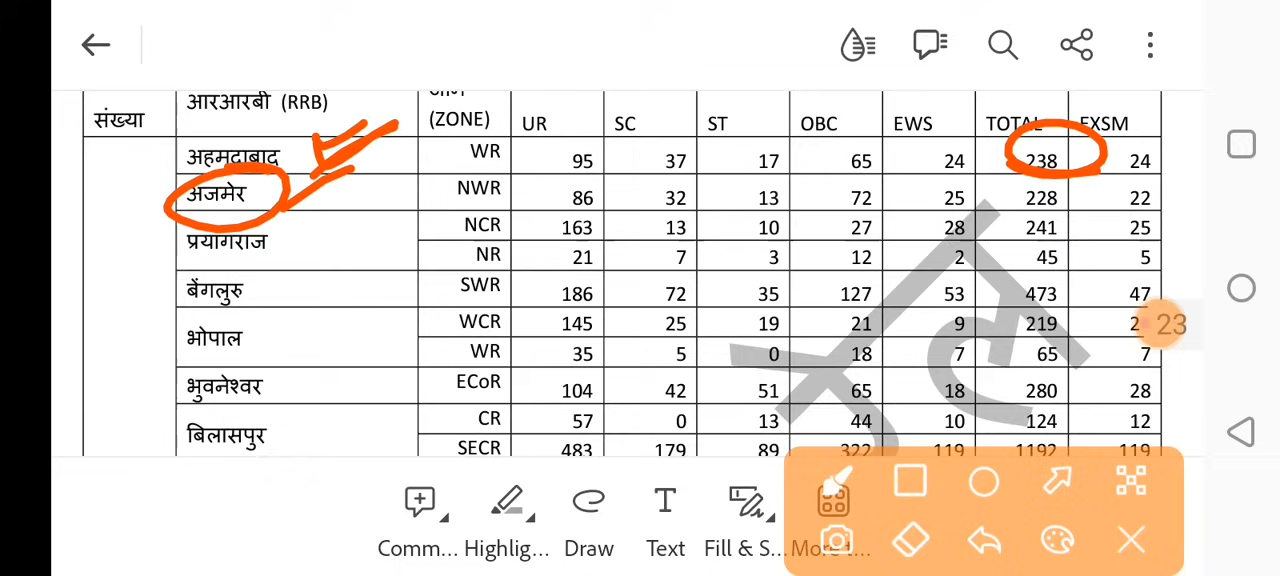 आरआरबी (RRB)
संख्या (ZONE) UR SC ST OBC EWS TOTAL EXSM
अहमदाबाद WR 95 37 17 65 24 238 24
अजमेर NWR 86 32 13 72 25 228 22
प्रयागराज NCR 163 13 10 27 28 241 25
NR 21 7 3 12 2 45 5
बेंगलुरु SWR 186 72 35 127 53 473 47
भोपाल WCR 145 25 19 21 9 219
23
WR 35 5 0 18 7 65 7
भुवनेश्वर ECoR 104 42 51 65 18 280 28
बिलासपुर CR 57 0 13 44 10 124 12
SECR 483 179 89 322 119 1192 119
Comm... Highlig... Draw Text Fill & S... More t...